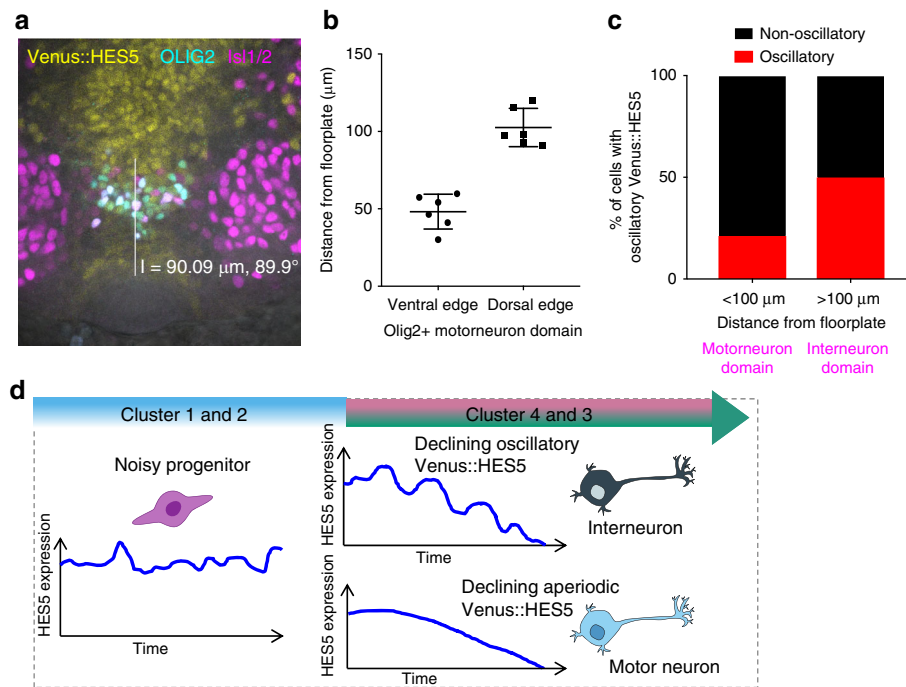 a
Venus::HES5 OLIG2 Isl1/2
l = 90.09 μm, 89.9°
b
Distance from floorplate (μm)
150
100
50
0
Ventral edge Dorsal edge
Olig2+ motorneuron domain
c
Non-oscillatory
Oscillatory
% of cells with
oscillatory Venus::HES5
100
50
0
<100 μm >100 μm
Distance from floorplate
Motorneuron domain
Interneuron domain
d
Cluster 1 and 2
Cluster 4 and 3
Noisy progenitor
HES5 expression
Time
Declining oscillatory
Venus::HES5
HES5 expression
Time
Interneuron
Declining aperiodic
Venus::HES5
HES5 expression
Time
Motor neuron